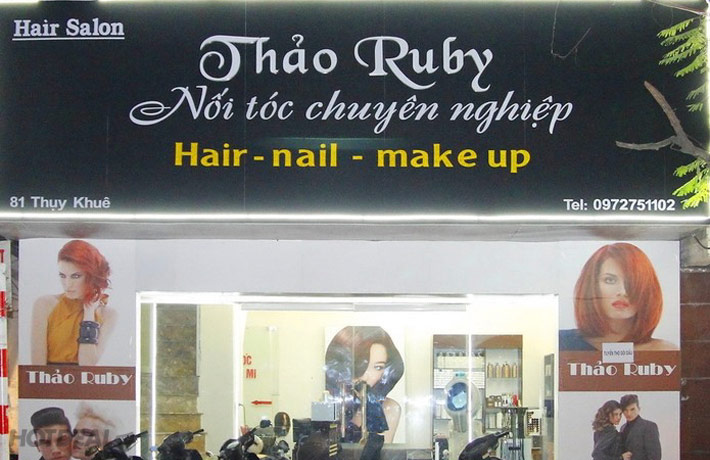 Hair Salon
Thảo Ruby
Nối tóc chuyên nghiệp
Hair - nail - make up
81 Thụy Khuê
Tel: 0972751102
Thảo Ruby
Thảo Ruby
MI